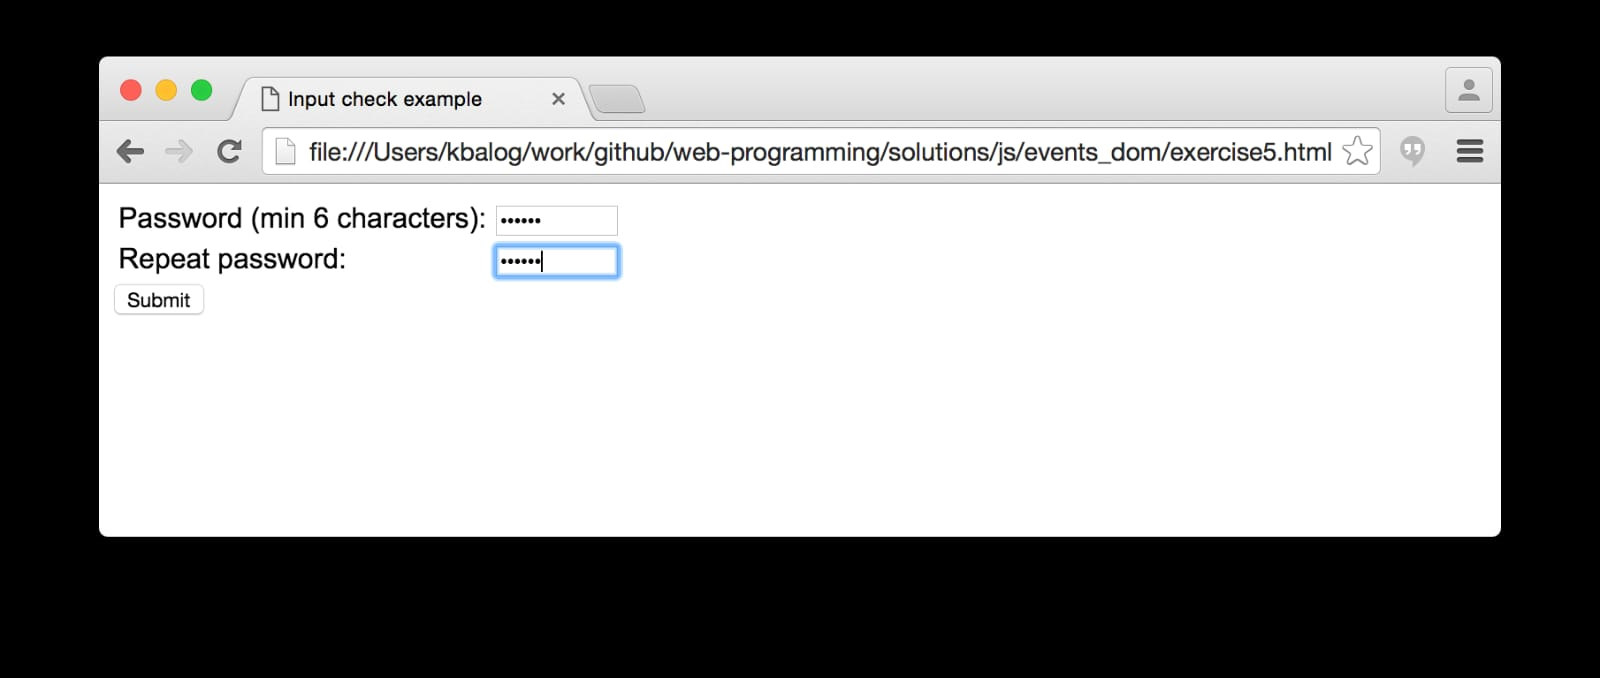 Input check example
file:///Users/kbalog/work/github/web-programming/solutions/js/events_dom/exercise5.html
Password (min 6 characters): ••••••
Repeat password: ••••••
Submit